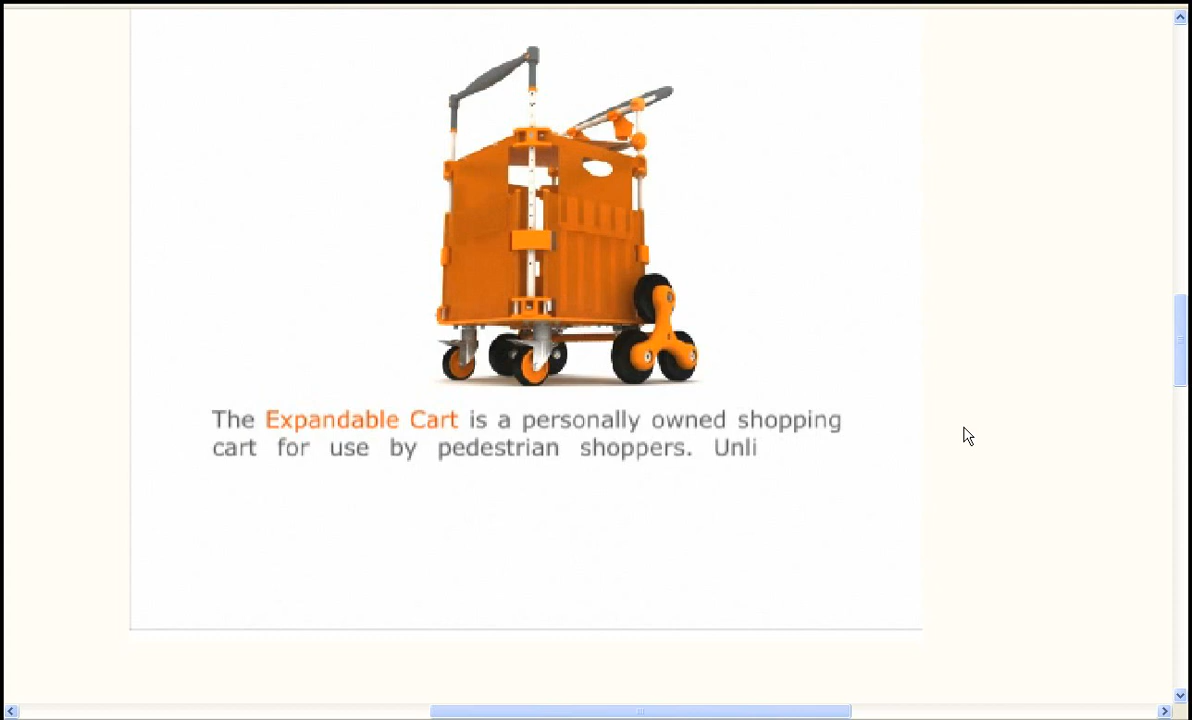 The Expandable Cart is a personally owned shopping
cart for use by pedestrian shoppers. Unli